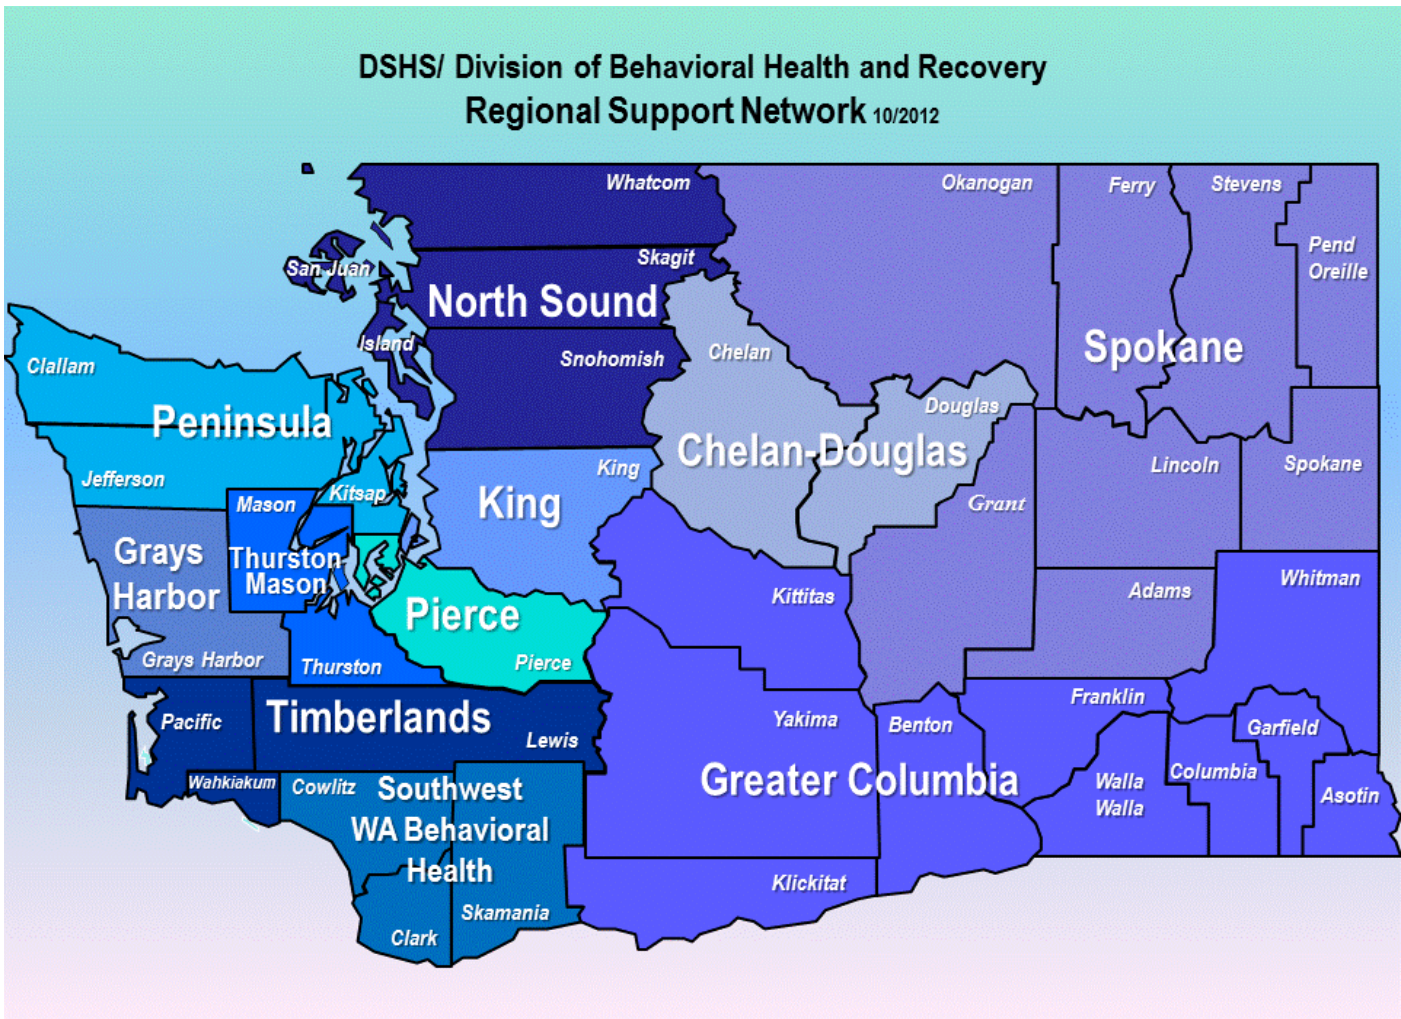 DSHS/ Division of Behavioral Health and Recovery
Regional Support Network 10/2012
Whatcom
Okanogan
Ferry
Stevens
Pend
Oreille
San Juan
Skagit
North Sound
Island
Snohomish
Chelan
Spokane
Clallam
Peninsula
Douglas
Chelan-Douglas
Jefferson
Kitsap
King
King
Grant
Lincoln
Spokane
Mason
Grays
Harbor
Thurston
Mason
Pierce
Kittitas
Adams
Whitman
Grays Harbor
Thurston
Pierce
Pacific
Timberlands
Lewis
Yakima
Benton
Franklin
Garfield
Wahkiakum
Cowlitz
Southwest
WA Behavioral
Health
Greater Columbia
Walla
Walla
Columbia
Asotin
Klickitat
Skamania
Clark